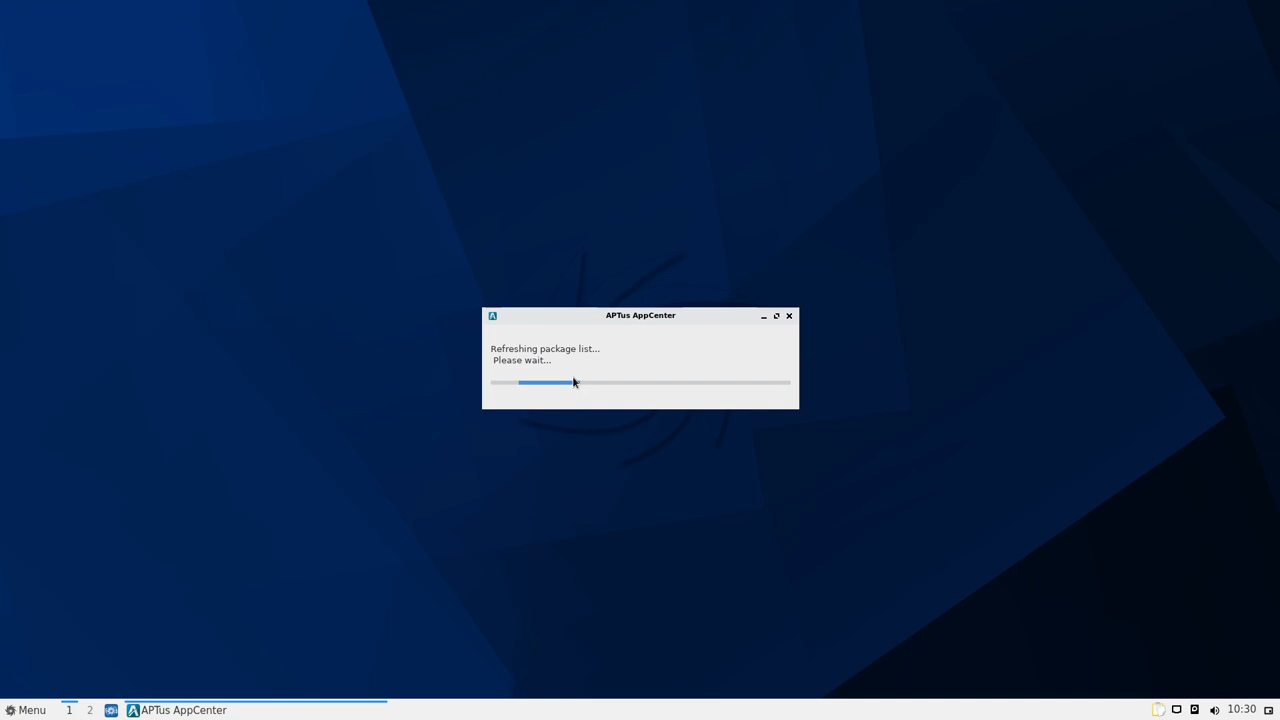 APTus AppCenter
Refreshing package list...
Please wait...
Menu
1
2
APTus AppCenter
10:30